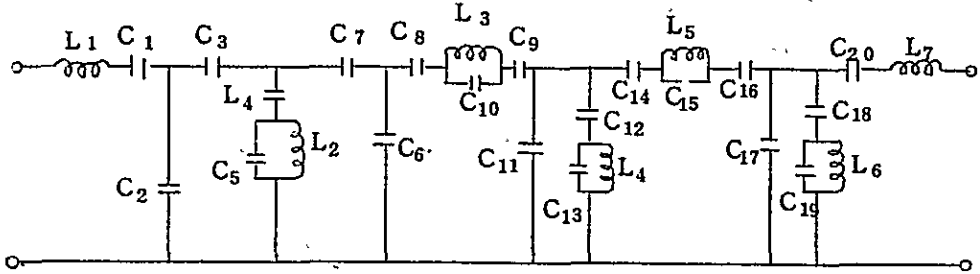 L1 C1 C3 C7 C8 L3 C9 L5 C20 L7
C10 C14 C15 C16
L4 C12 C18
C5 L2 C6 C11 L4 C17 L6
C2 C13 C19